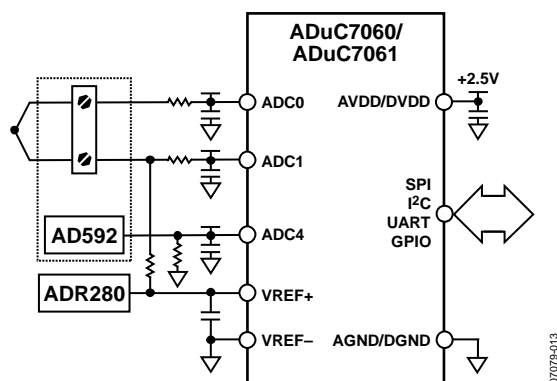 ADuC7060/
ADuC7061
+2.5V
ADC0
AVDD/DVDD
ADC1
SPI
I²C
UART
GPIO
AD592
ADC4
ADR280
VREF+
VREF–
AGND/DGND
07079-013